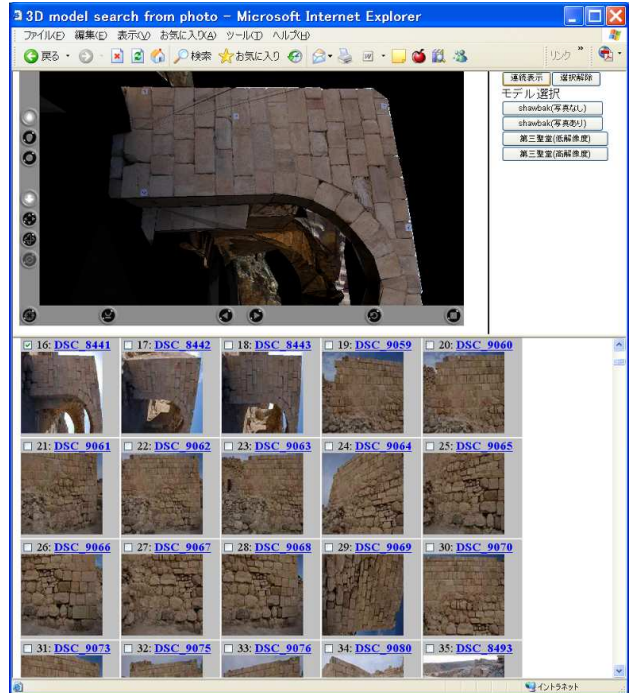 3D model search from photo - Microsoft Internet Explorer
ファイル(F) 編集(E) 表示(V) お気に入り(A) ツール(T) ヘルプ(H)
戻る 検索 お気に入り リンク »
連続表示 選択解除
モデル選択
shawbak(写真なし)
shawbak(写真あり)
第三聖堂(低解像度)
第三聖堂(高解像度)
16: DSC_8441 17: DSC_8442 18: DSC_8443 19: DSC_9059 20: DSC_9060
21: DSC_9061 22: DSC_9062 23: DSC_9063 24: DSC_9064 25: DSC_9065
26: DSC_9066 27: DSC_9067 28: DSC_9068 29: DSC_9069 30: DSC_9070
31: DSC_9073 32: DSC_9075 33: DSC_9076 34: DSC_9080 35: DSC_8493
イントラネット